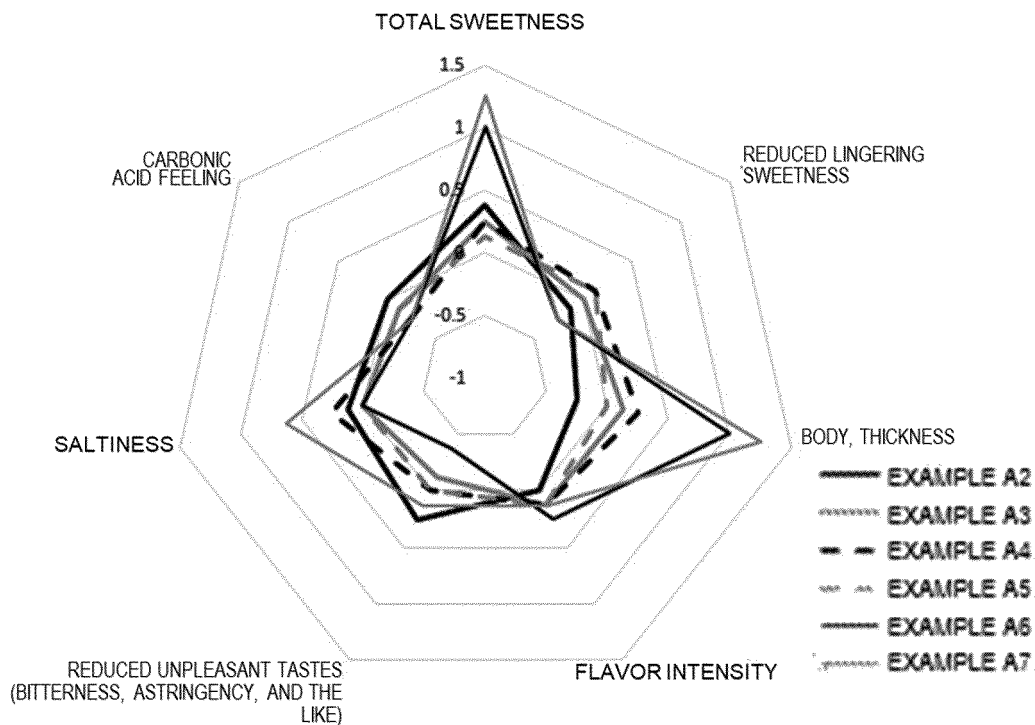 TOTAL SWEETNESS
1.5
1
0.5
0
-0.5
-1
CARBONIC
ACID FEELING
REDUCED LINGERING
SWEETNESS
SALTINESS
BODY, THICKNESS
EXAMPLE A2
EXAMPLE A3
EXAMPLE A4
EXAMPLE A5
EXAMPLE A6
EXAMPLE A7
REDUCED UNPLEASANT TASTES
(BITTERNESS, ASTRINGENCY, AND THE
LIKE)
FLAVOR INTENSITY